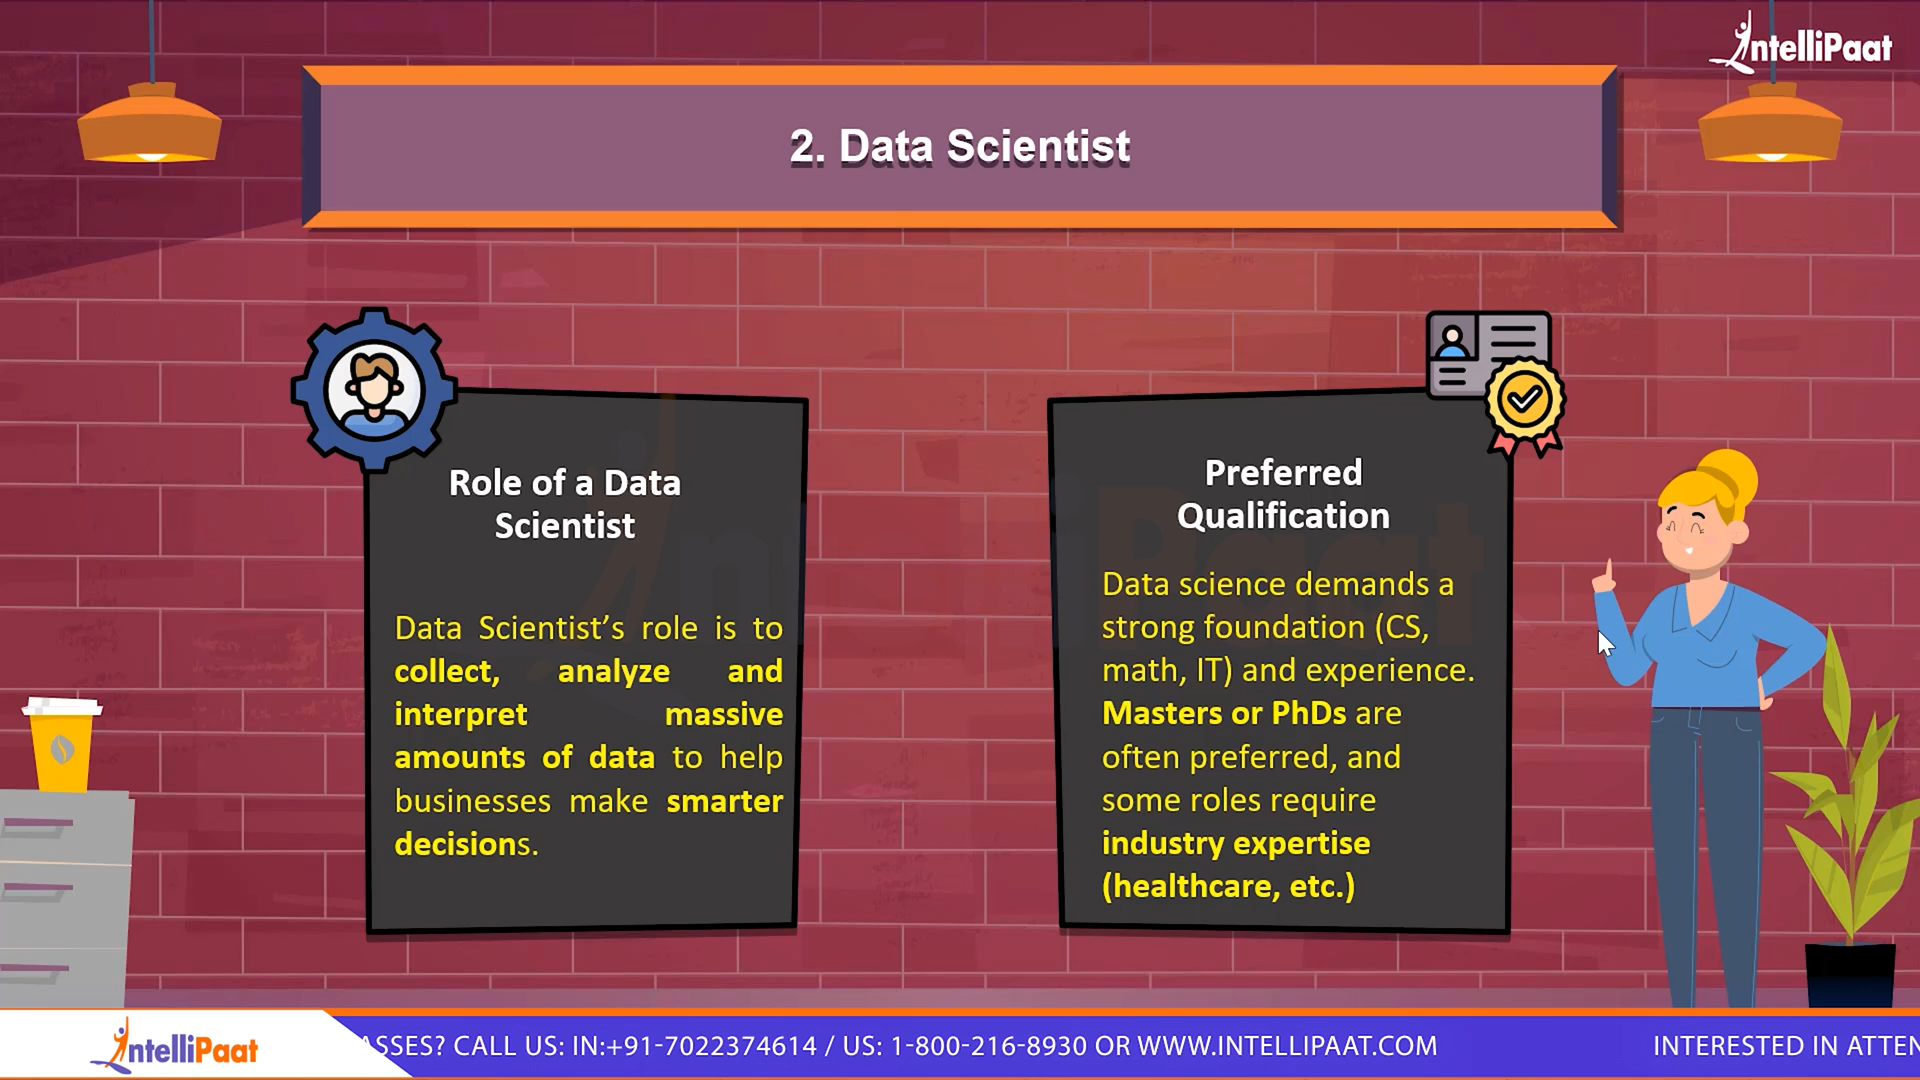 IntelliPaat
2. Data Scientist
Role of a Data
Scientist
Data Scientist’s role is to
collect, analyze and
interpret massive
amounts of data to help
businesses make smarter
decisions.
Preferred
Qualification
Data science demands a
strong foundation (CS,
math, IT) and experience.
Masters or PhDs are
often preferred, and
some roles require
industry expertise
(healthcare, etc.)
IntelliPaat
ASSES? CALL US: IN:+91-7022374614 / US: 1-800-216-8930 OR WWW.INTELLIPAAT.COM INTERESTED IN ATTEN